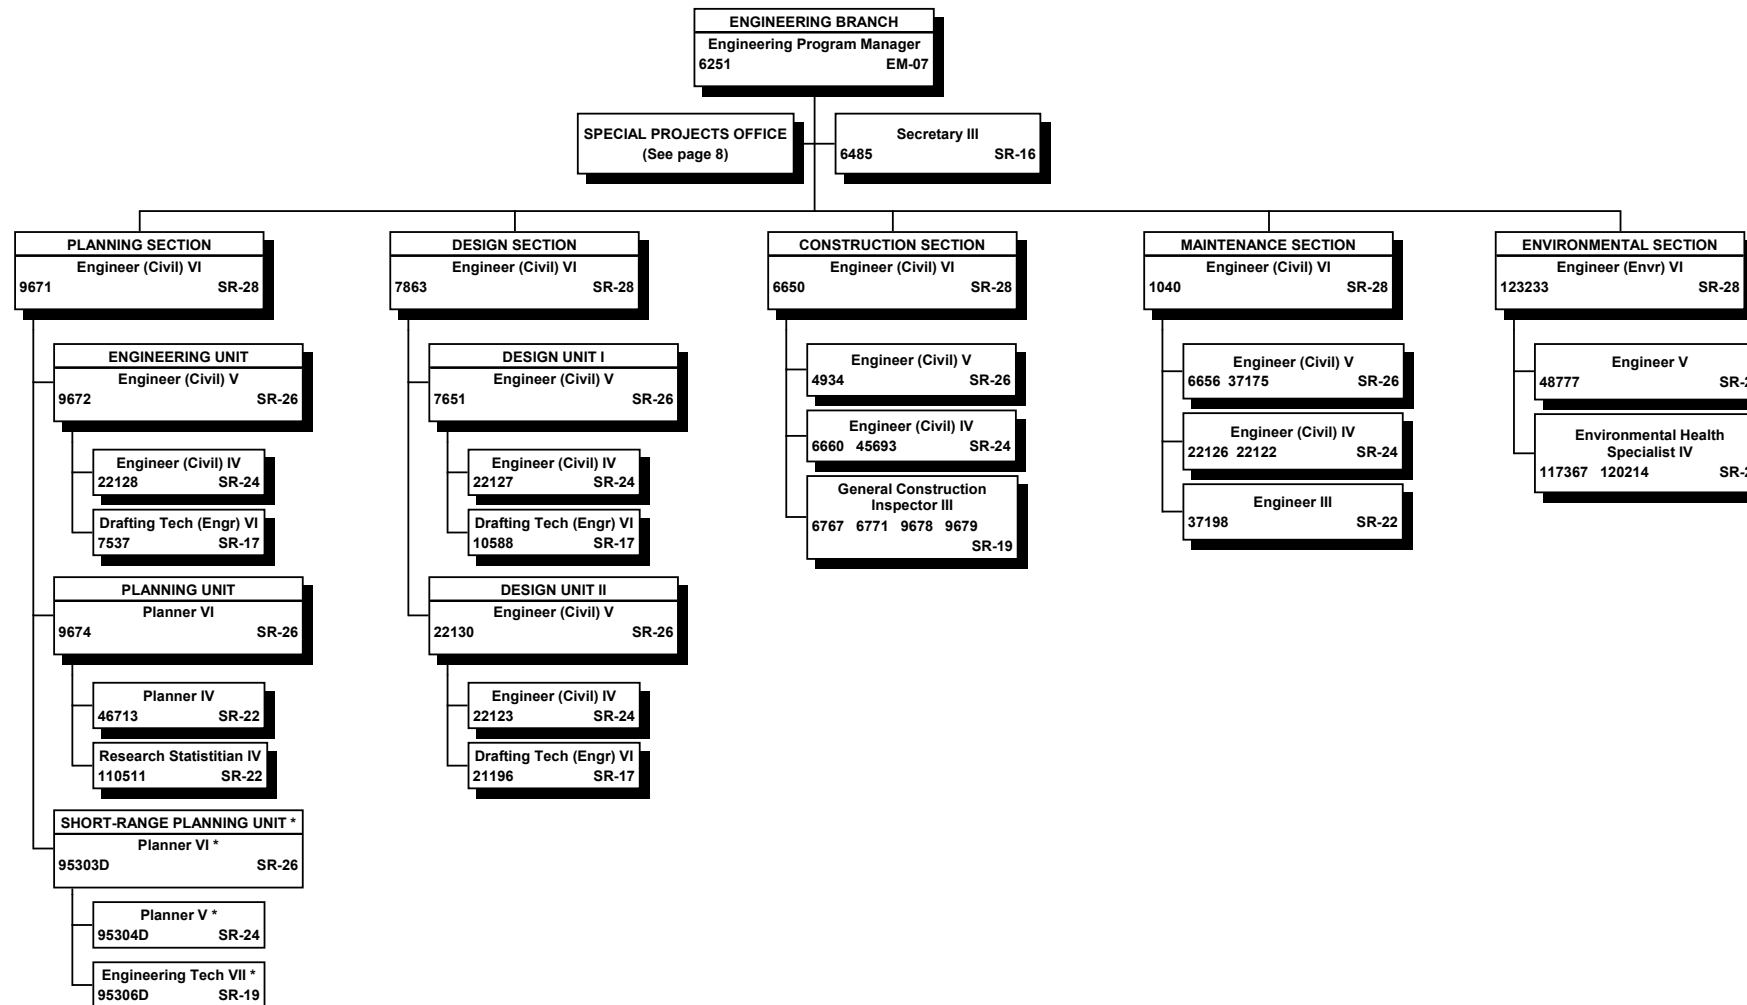 ENGINEERING BRANCH
Engineering Program Manager
6251 EM-07
SPECIAL PROJECTS OFFICE
(See page 8)
Secretary III
6485 SR-16
PLANNING SECTION
Engineer (Civil) VI
9671 SR-28
ENGINEERING UNIT
Engineer (Civil) V
9672 SR-26
Engineer (Civil) IV
22128 SR-24
Drafting Tech (Engr) VI
7537 SR-17
PLANNING UNIT
Planner VI
9674 SR-26
Planner IV
46713 SR-22
Research Statistitian IV
110511 SR-22
SHORT-RANGE PLANNING UNIT *
Planner VI *
95303D SR-26
Planner V *
95304D SR-24
Engineering Tech VII *
95306D SR-19
DESIGN SECTION
Engineer (Civil) VI
7863 SR-28
DESIGN UNIT I
Engineer (Civil) V
7651 SR-26
Engineer (Civil) IV
22127 SR-24
Drafting Tech (Engr) VI
10588 SR-17
DESIGN UNIT II
Engineer (Civil) V
22130 SR-26
Engineer (Civil) IV
22123 SR-24
Drafting Tech (Engr) VI
21196 SR-17
CONSTRUCTION SECTION
Engineer (Civil) VI
6650 SR-28
Engineer (Civil) V
4934 SR-26
Engineer (Civil) IV
6660 45693 SR-24
General Construction
Inspector III
6767 6771 9678 9679
SR-19
MAINTENANCE SECTION
Engineer (Civil) VI
1040 SR-28
Engineer (Civil) V
6656 37175 SR-26
Engineer (Civil) IV
22126 22122 SR-24
Engineer III
37198 SR-22
ENVIRONMENTAL SECTION
Engineer (Envr) VI
123233 SR-28
Engineer V
48777
Environmental Health
Specialist IV
117367 120214